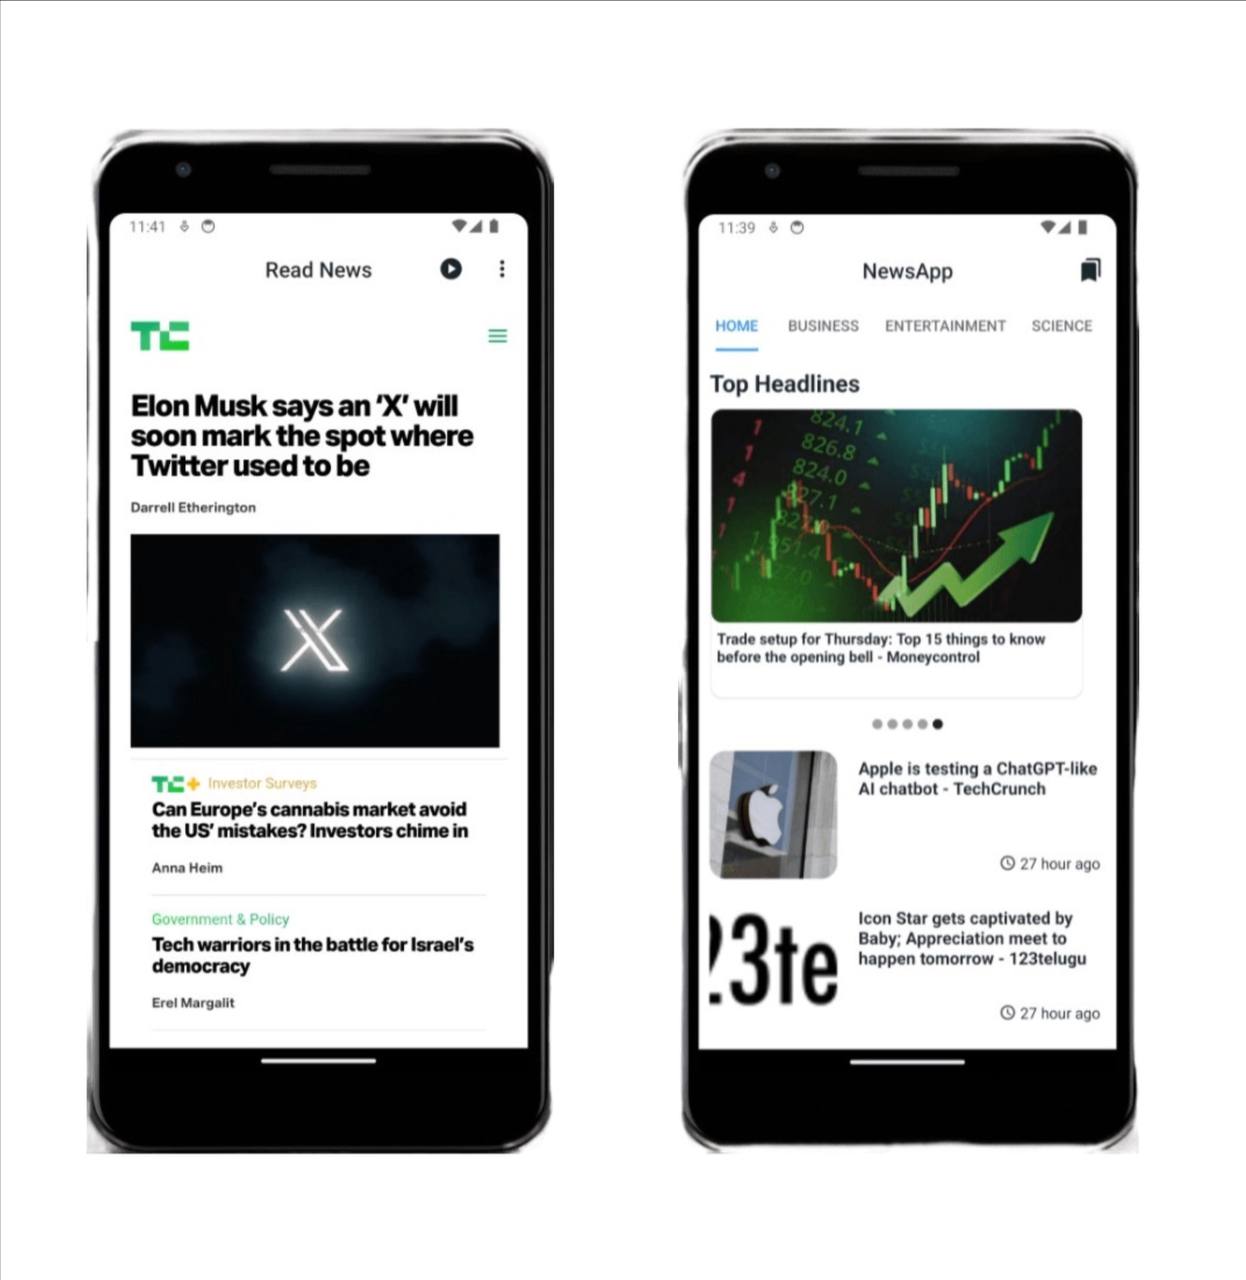 11:41
Read News
TC
Elon Musk says an ‘X’ will
soon mark the spot where
Twitter used to be
Darrell Etherington
X
TC+ Investor Surveys
Can Europe’s cannabis market avoid
the US’ mistakes? Investors chime in
Anna Heim
Government & Policy
Tech warriors in the battle for Israel’s
democracy
Erel Margalit
11:39
NewsApp
HOME BUSINESS ENTERTAINMENT SCIENCE
Top Headlines
824.1
826.8
824.0
827.1
Trade setup for Thursday: Top 15 things to know
before the opening bell - Moneycontrol
Apple is testing a ChatGPT-like
AI chatbot - TechCrunch
27 hour ago
23te
Icon Star gets captivated by
Baby; Appreciation meet to
happen tomorrow - 123telugu
27 hour ago